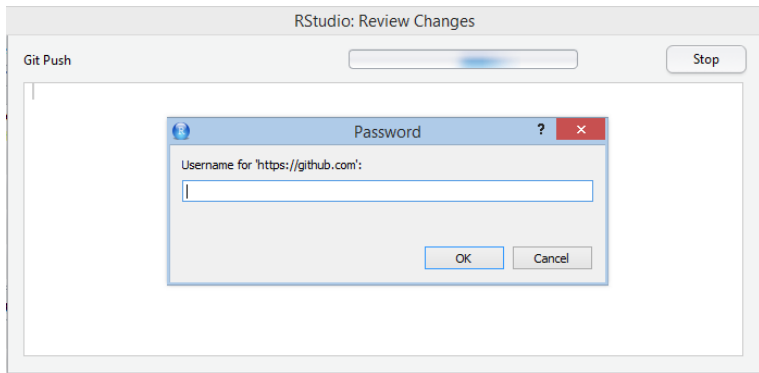 RStudio: Review Changes
Git Push
Stop
Password
?
Username for 'https://github.com':
OK Cancel